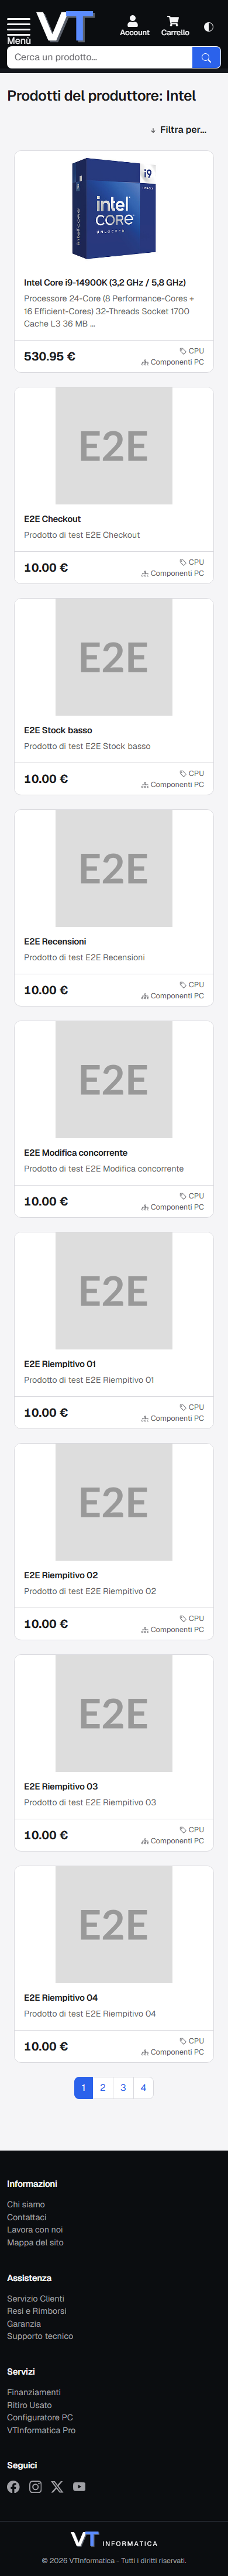 Menù
VT
Account
Carrello
Cerca un prodotto...
Prodotti del produttore: Intel
Filtra per...
intel
CORE
i9
UNLOCKED
Intel Core i9-14900K (3,2 GHz / 5,8 GHz)
Processore 24-Core (8 Performance-Cores +
16 Efficient-Cores) 32-Threads Socket 1700
Cache L3 36 MB ...
530.95 €
CPU
Componenti PC
E2E
E2E Checkout
Prodotto di test E2E Checkout
10.00 €
CPU
Componenti PC
E2E
E2E Stock basso
Prodotto di test E2E Stock basso
10.00 €
CPU
Componenti PC
E2E
E2E Recensioni
Prodotto di test E2E Recensioni
10.00 €
CPU
Componenti PC
E2E
E2E Modifica concorrente
Prodotto di test E2E Modifica concorrente
10.00 €
CPU
Componenti PC
E2E
E2E Riempitivo 01
Prodotto di test E2E Riempitivo 01
10.00 €
CPU
Componenti PC
E2E
E2E Riempitivo 02
Prodotto di test E2E Riempitivo 02
10.00 €
CPU
Componenti PC
E2E
E2E Riempitivo 03
Prodotto di test E2E Riempitivo 03
10.00 €
CPU
Componenti PC
E2E
E2E Riempitivo 04
Prodotto di test E2E Riempitivo 04
10.00 €
CPU
Componenti PC
1 2 3 4
Informazioni
Chi siamo
Contattaci
Lavora con noi
Mappa del sito
Assistenza
Servizio Clienti
Resi e Rimborsi
Garanzia
Supporto tecnico
Servizi
Finanziamenti
Ritiro Usato
Configuratore PC
VTInformatica Pro
Seguici
VT INFORMATICA
© 2026 VTInformatica - Tutti i diritti riservati.